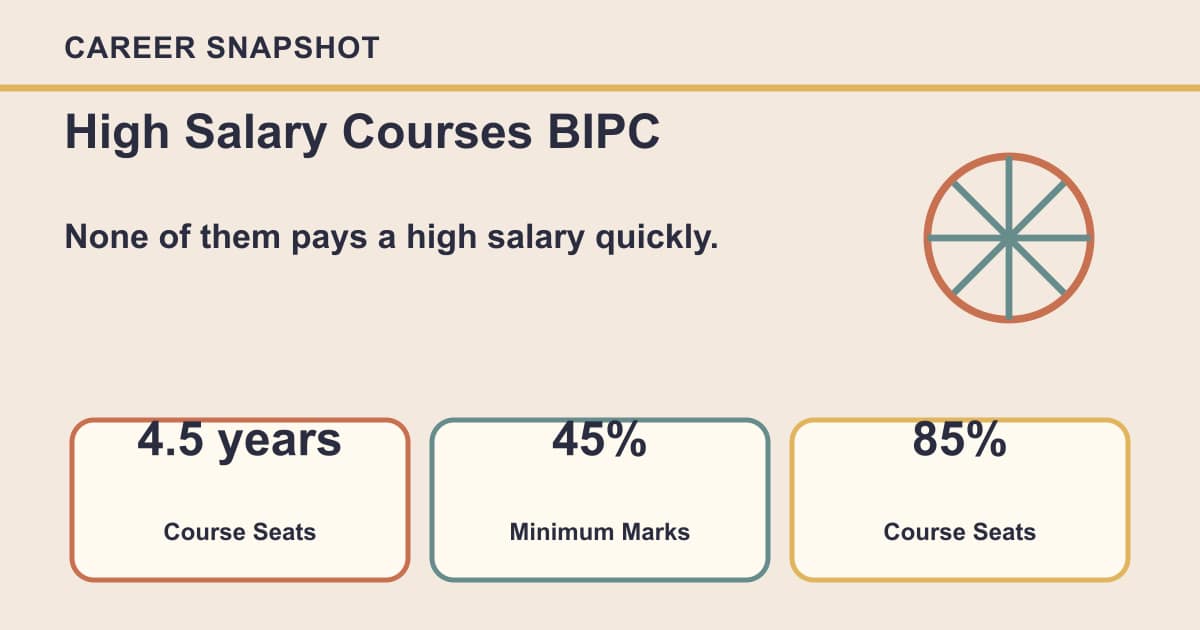 CAREER SNAPSHOT
High Salary Courses BIPC
None of them pays a high salary quickly.
4.5 years
Course Seats
45%
Minimum Marks
85%
Course Seats